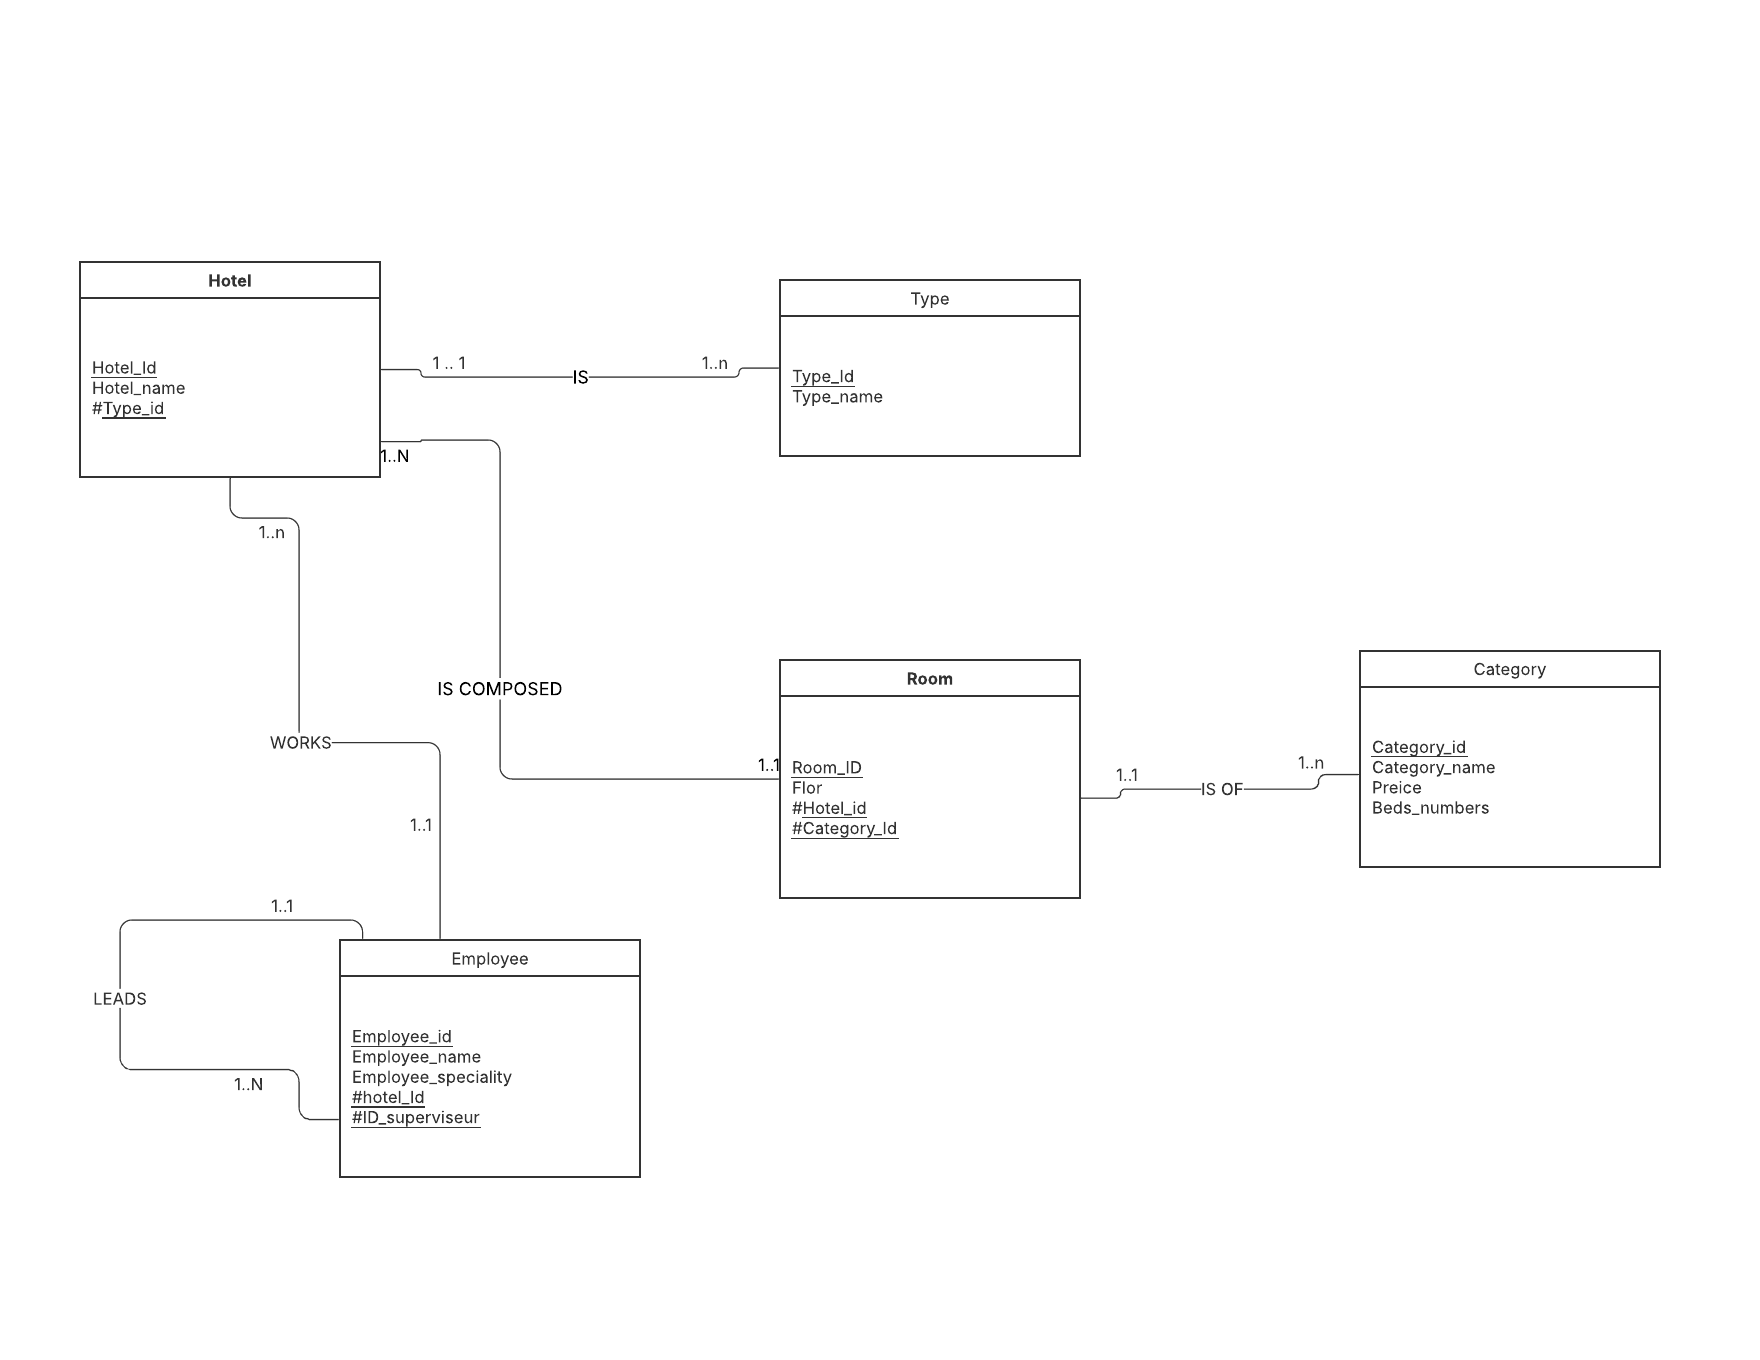 Hotel
Hotel_Id
Hotel_name
#Type_id
1 .. 1
IS
1..n
Type
Type_Id
Type_name
1..N
1..n
IS COMPOSED
WORKS
1..1
Room
Room_ID
Flor
#Hotel_id
#Category_Id
1..1
IS OF
1..n
Category
Category_id
Category_name
Preice
Beds_numbers
1..1
1..1
LEADS
1..N
Employee
Employee_id
Employee_name
Employee_speciality
#hotel_Id
#ID_superviseur